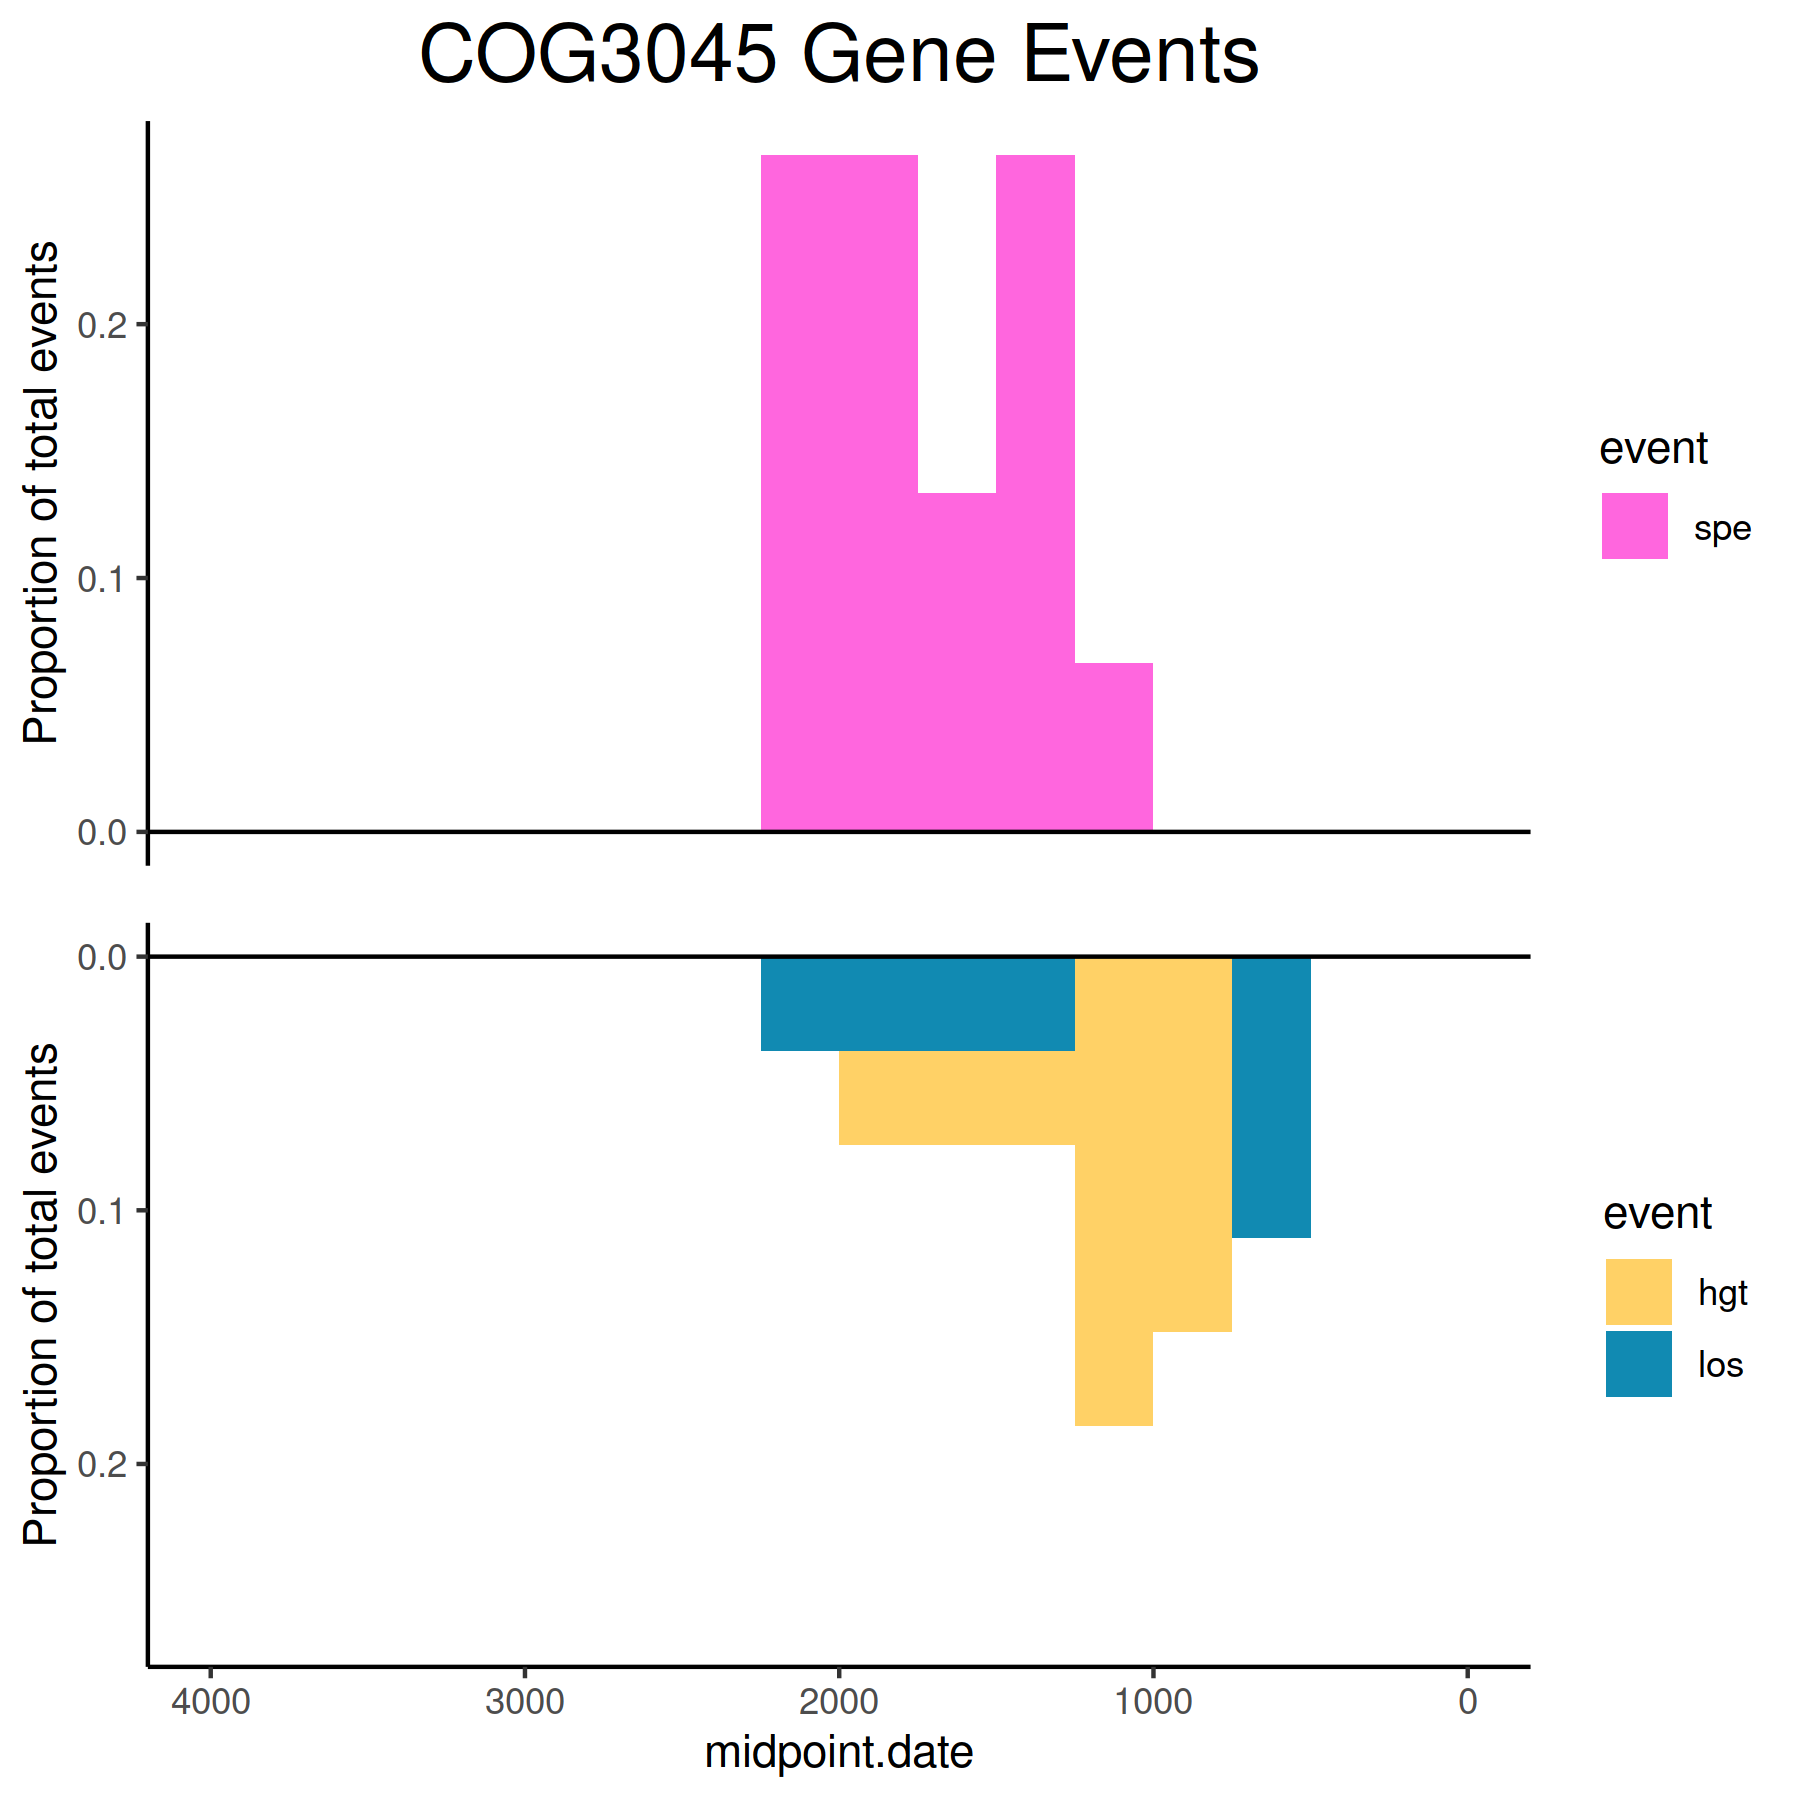 COG3045 Gene Events
Proportion of total events
0.2
0.1
0.0
event
spe
Proportion of total events
0.0
0.1
0.2
event
hgt
los
4000 3000 2000 1000 0
midpoint.date